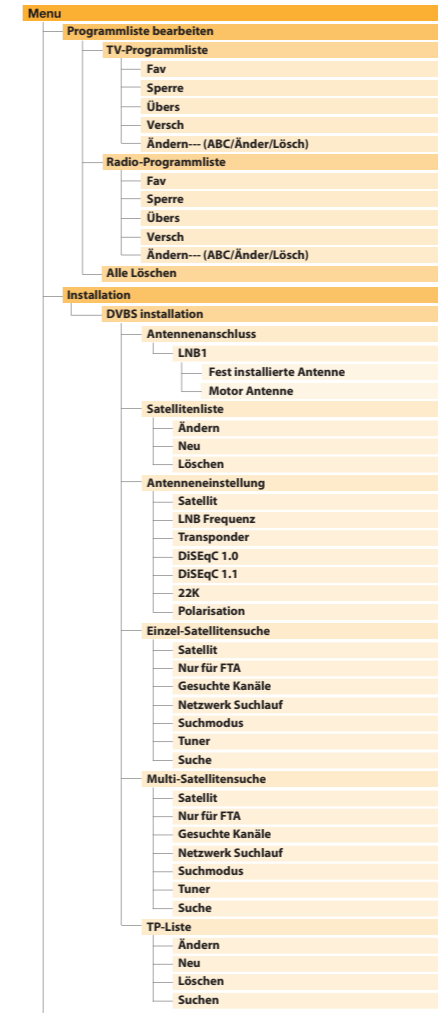 Menu
Programmliste bearbeiten
TV-Programmliste
Fav
Sperre
Übers
Versch
Ändern--- (ABC/Änder/Lösch)
Radio-Programmliste
Fav
Sperre
Übers
Versch
Ändern--- (ABC/Änder/Lösch)
Alle Löschen
Installation
DVBS installation
Antennenanschluss
LNB1
Fest installierte Antenne
Motor Antenne
Satellitenliste
Ändern
Neu
Löschen
Antenneneinstellung
Satellit
LNB Frequenz
Transponder
DiSEqC 1.0
DiSEqC 1.1
22K
Polarisation
Einzel-Satellitensuche
Satellit
Nur für FTA
Gesuchte Kanäle
Netzwerk Suchlauf
Suchmodus
Tuner
Suche
Multi-Satellitensuche
Satellit
Nur für FTA
Gesuchte Kanäle
Netzwerk Suchlauf
Suchmodus
Tuner
Suche
TP-Liste
Ändern
Neu
Löschen
Suchen